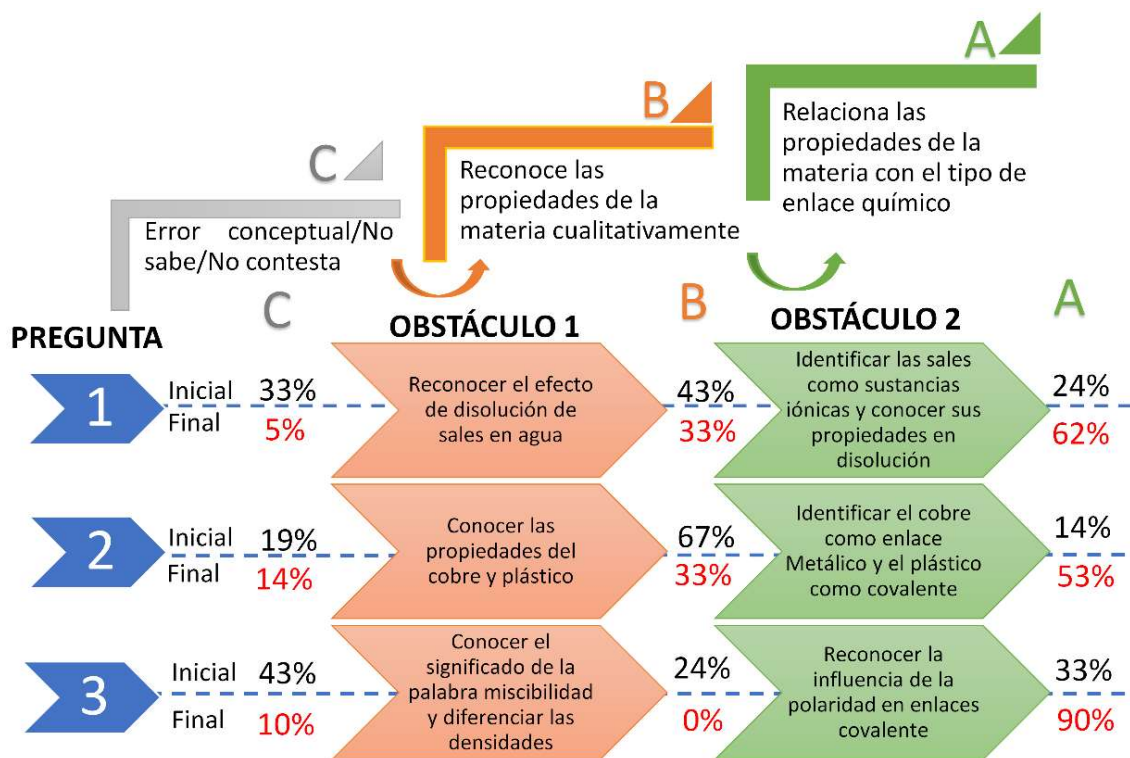 A
Relaciona las
propiedades de la
materia con el tipo de
enlace químico
B
Reconoce las
propiedades de la
materia cualitativamente
C
Error conceptual/No
sabe/No contesta
PREGUNTA
C
OBSTÁCULO 1
B
OBSTÁCULO 2
A
1
Inicial
33%
Final
5%
Reconocer el efecto
de disolución de
sales en agua
43%
33%
Identificar las sales
como sustancias
iónicas y conocer sus
propiedades en
disolución
24%
62%
2
Inicial
19%
Final
14%
Conocer las
propiedades del
cobre y plástico
67%
33%
Identificar el cobre
como enlace
Metálico y el plástico
como covalente
14%
53%
3
Inicial
43%
Final
10%
Conocer el
significado de la
palabra miscibilidad
y diferenciar las
densidades
24%
0%
Reconocer la
influencia de la
polaridad en enlaces
covalente
33%
90%